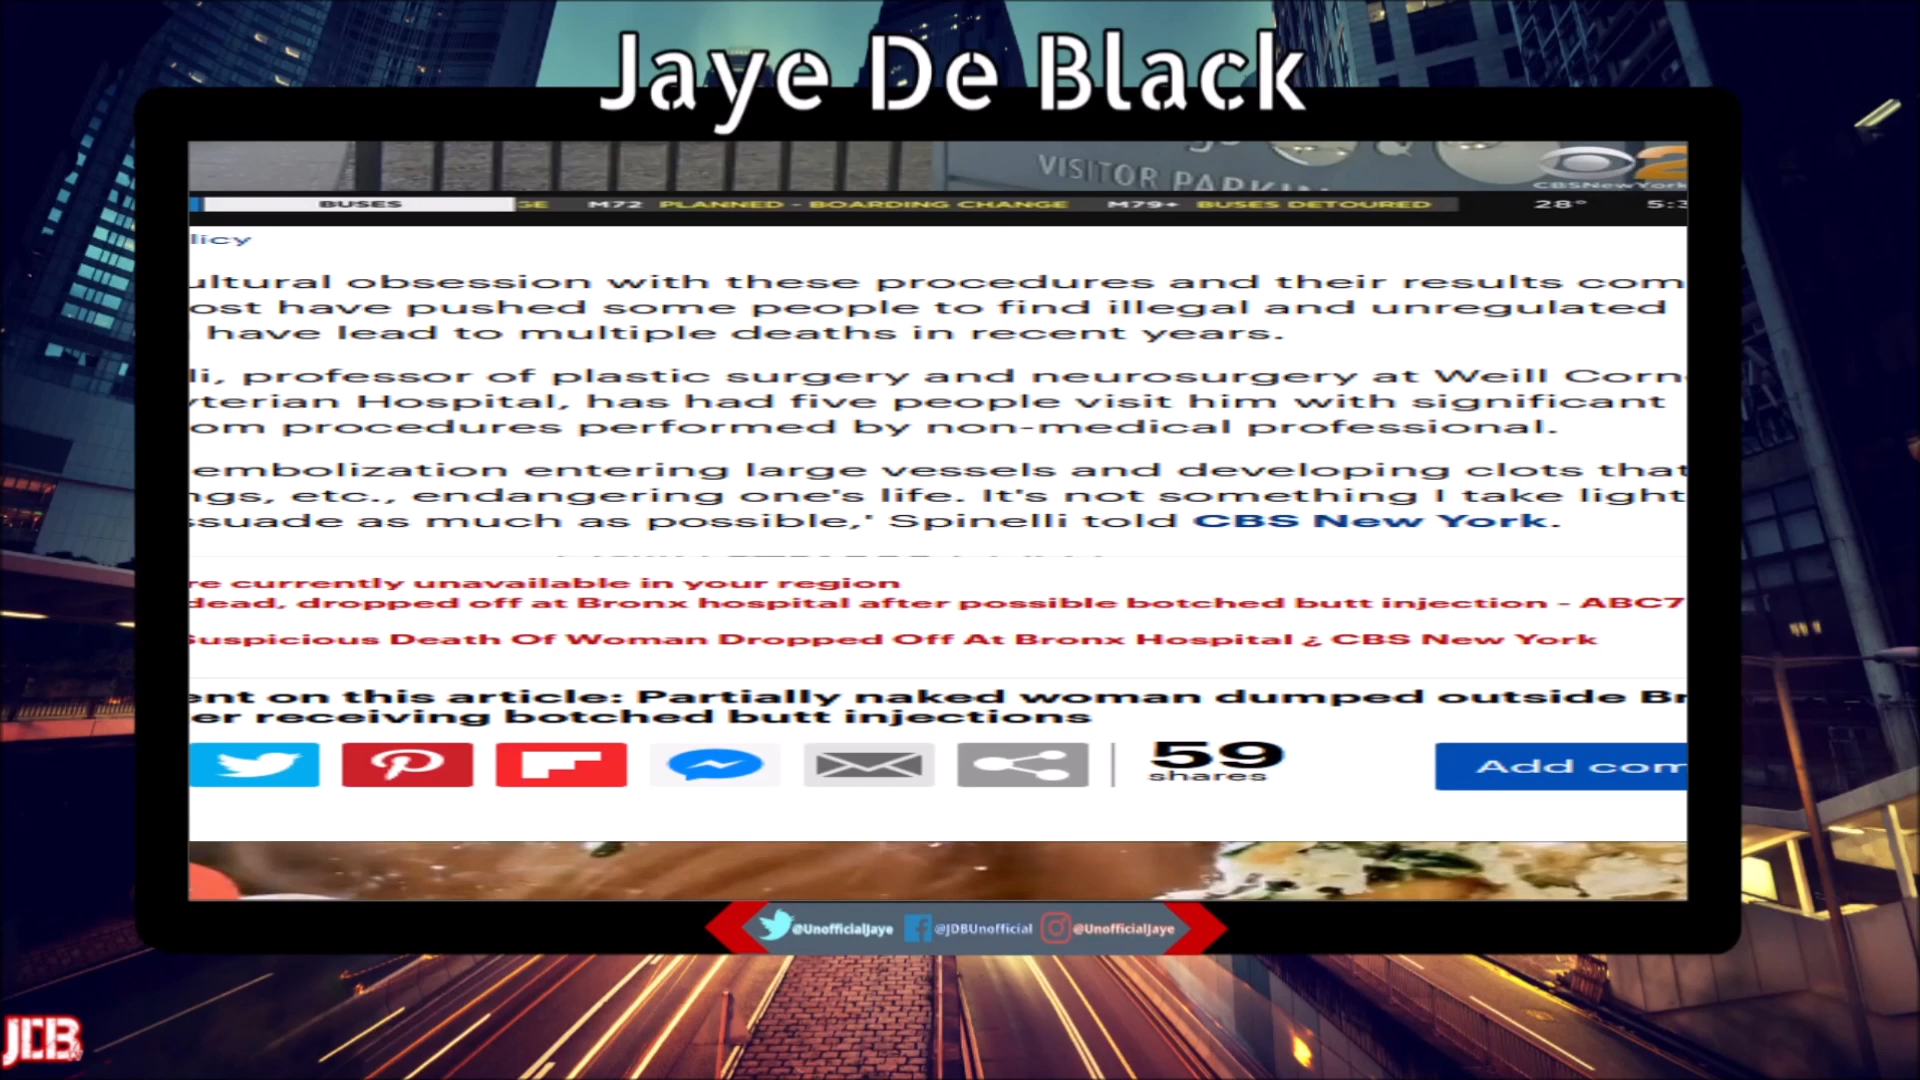 Jaye De Black
VISITOR PARKIN
CBSNewYork
BUSES
GE M72 PLANNED - BOARDING CHANGE M79+ BUSES DETOURED 28° 5:3
licy
ultural obsession with these procedures and their results com
ost have pushed some people to find illegal and unregulated
have lead to multiple deaths in recent years.
li, professor of plastic surgery and neurosurgery at Weill Corn
yterian Hospital, has had five people visit him with significant
om procedures performed by non-medical professional.
embolization entering large vessels and developing clots that
ngs, etc., endangering one's life. It's not something I take light
suade as much as possible,' Spinelli told CBS New York.
re currently unavailable in your region
dead, dropped off at Bronx hospital after possible botched butt injection - ABC7
Suspicious Death Of Woman Dropped Off At Bronx Hospital ¿ CBS New York
ent on this article: Partially naked woman dumped outside Br
er receiving botched butt injections
59
shares
Add com
@UnofficialJaye @JDBUnofficial @UnofficialJaye